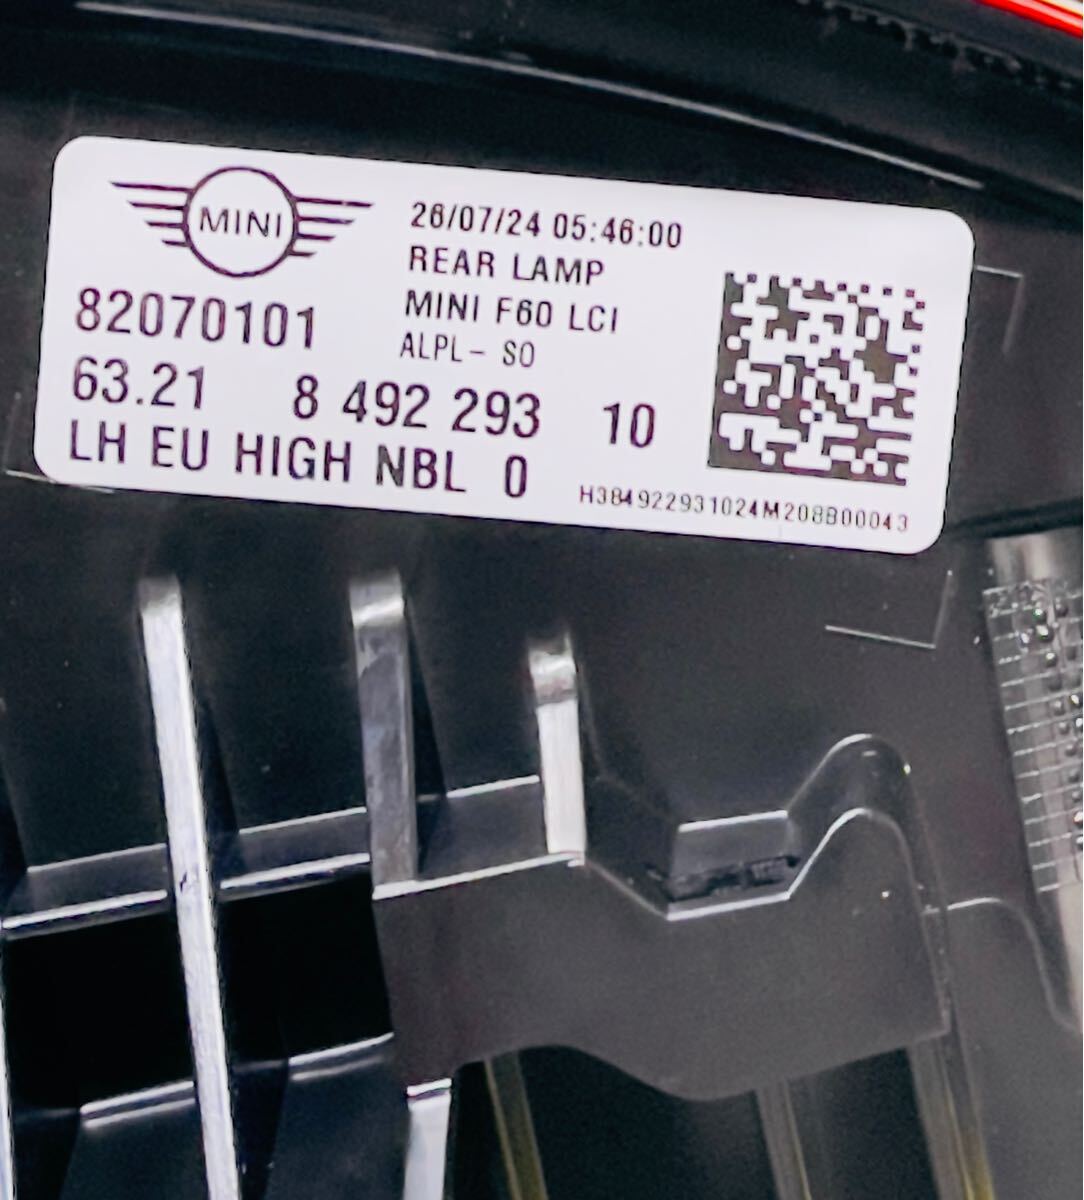 MINI
26/07/24 05:46:00
REAR LAMP
MINI F60 LCI
ALPL- SO
82070101
63.21 8 492 293 10
LH EU HIGH NBL 0
H384922931024M208B00043